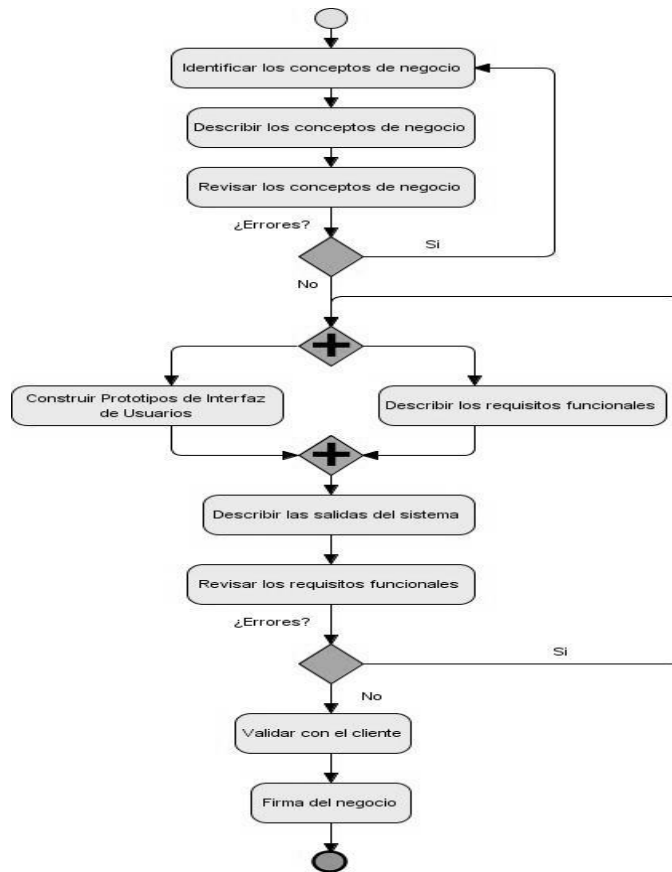 Identificar los conceptos de negocio
Describir los conceptos de negocio
Revisar los conceptos de negocio
¿Errores?
Si
No
Construir Prototipos de Interfaz
de Usuarios
Describir los requisitos funcionales
Describir las salidas del sistema
Revisar los requisitos funcionales
¿Errores?
Si
No
Validar con el cliente
Firma del negocio